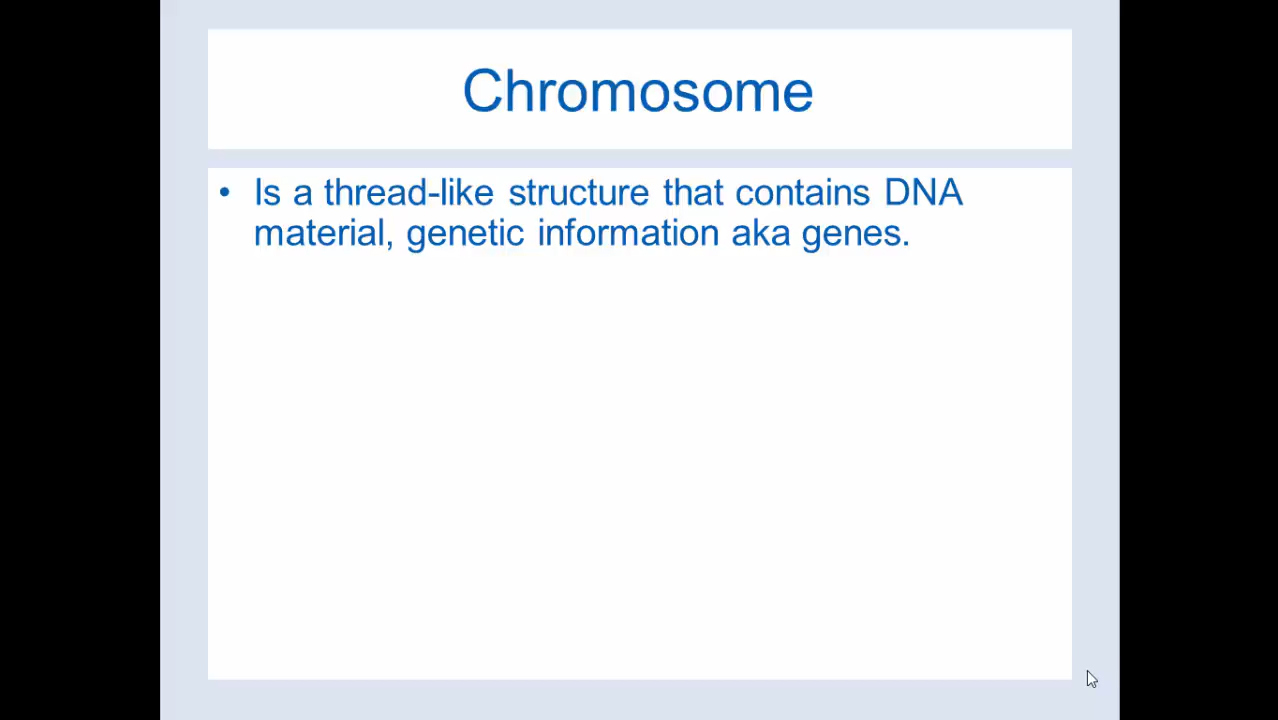 Chromosome
• Is a thread-like structure that contains DNA
material, genetic information aka genes.